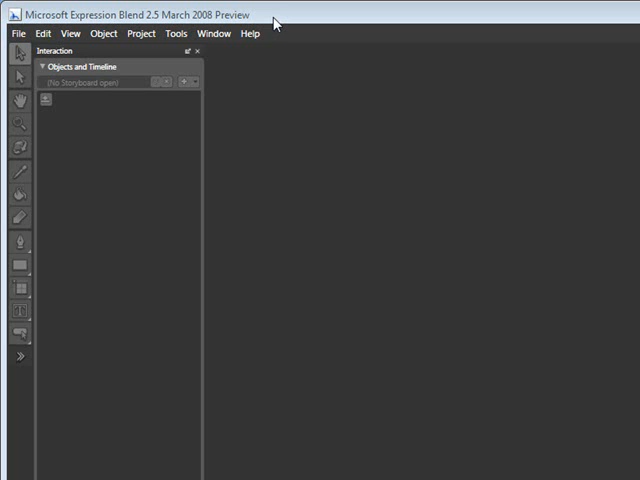 Microsoft Expression Blend 2.5 March 2008 Preview
File Edit View Object Project Tools Window Help
Interaction
Objects and Timeline
(No Storyboard open)